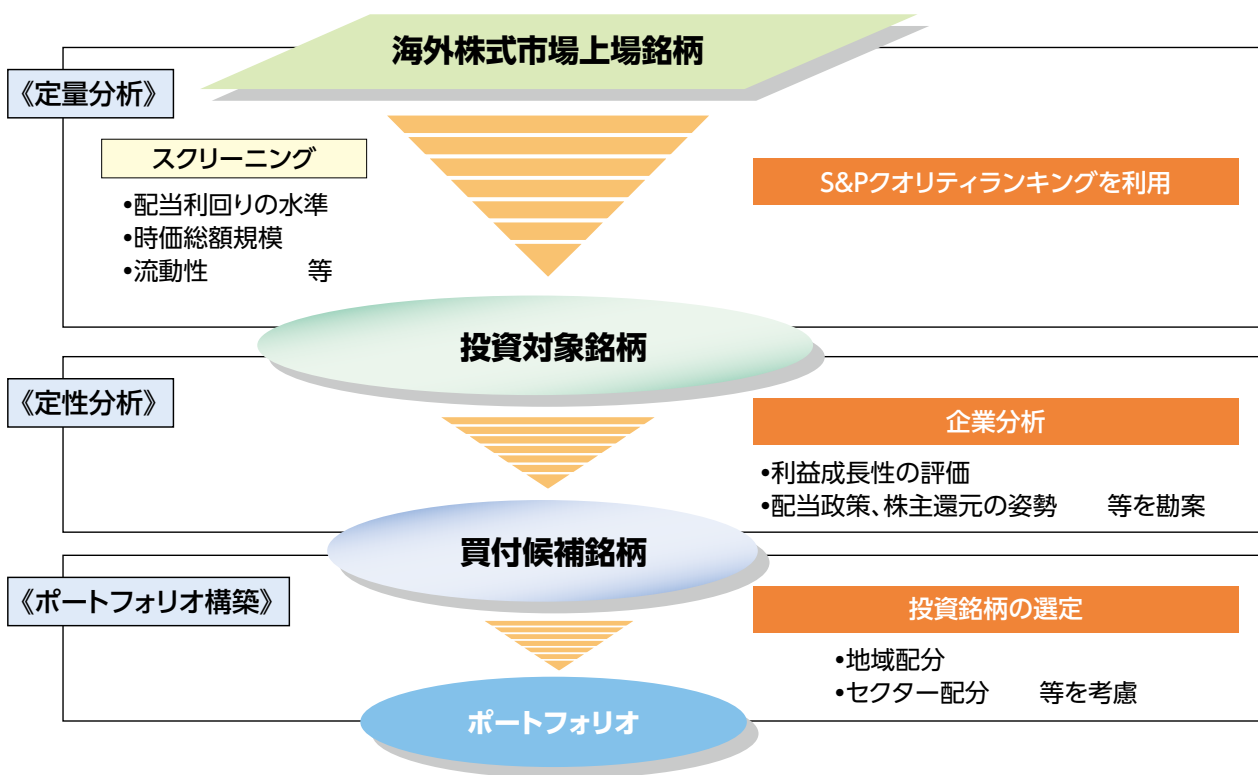 海外株式市場上場銘柄
《定量分析》
スクリーニング
•配当利回りの水準
•時価総額規模
•流動性 等
S&Pクオリティランキングを利用
投資対象銘柄
《定性分析》
企業分析
•利益成長性の評価
•配当政策、株主還元の姿勢 等を勘案
買付候補銘柄
《ポートフォリオ構築》
投資銘柄の選定
•地域配分
•セクター配分 等を考慮
ポートフォリオ